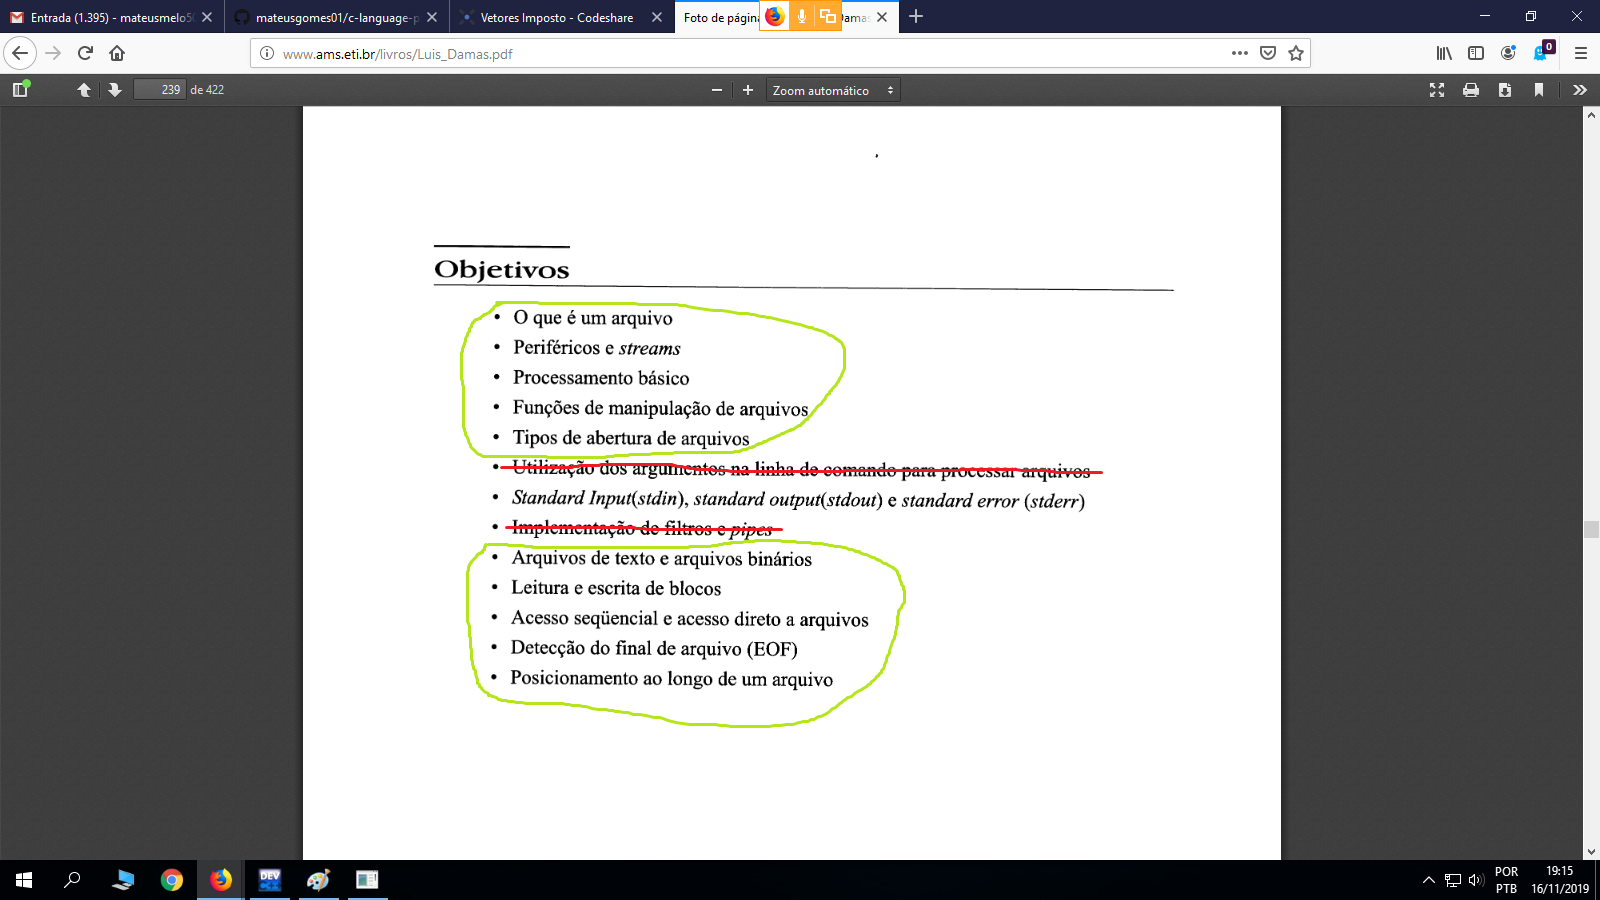 Entrada (1.395) - mateusmelo50
mateusgomes01/c-language-p
Vetores Imposto - Codeshare
Foto de página
Damas
www.ams.eti.br/livros/Luis_Damas.pdf
0
239 de 422
Zoom automático
Objetivos
• O que é um arquivo
• Periféricos e streams
• Processamento básico
• Funções de manipulação de arquivos
• Tipos de abertura de arquivos
• Utilização dos argumentos na linha de comando para processar arquivos
• Standard Input(stdin), standard output(stdout) e standard error (stderr)
• Implementação de filtros e pipes
• Arquivos de texto e arquivos binários
• Leitura e escrita de blocos
• Acesso seqüencial e acesso direto a arquivos
• Detecção do final de arquivo (EOF)
• Posicionamento ao longo de um arquivo
DEV
POR
PTB
19:15
16/11/2019